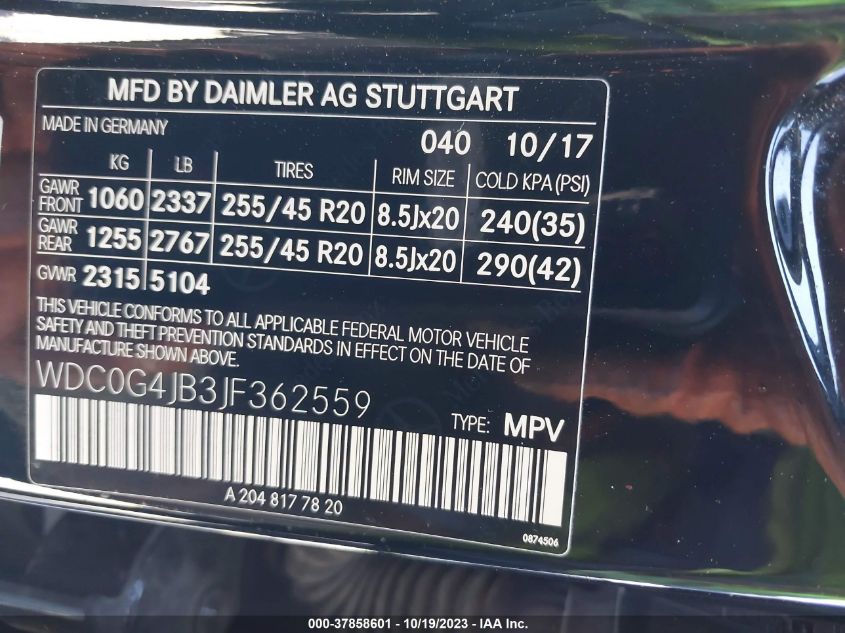 MFD BY DAIMLER AG STUTTGART
MADE IN GERMANY 040 10/17
KG LB TIRES RIM SIZE COLD KPA (PSI)
GAWR FRONT 1060 2337 255/45 R20 8.5Jx20 240(35)
GAWR REAR 1255 2767 255/45 R20 8.5Jx20 290(42)
GVWR 2315 5104
THIS VEHICLE CONFORMS TO ALL APPLICABLE FEDERAL MOTOR VEHICLE
SAFETY AND THEFT PREVENTION STANDARDS IN EFFECT ON THE DATE OF
MANUFACTURE SHOWN ABOVE.
WDC0G4JB3JF362559
TYPE: MPV
A 204 817 78 20
0874506
000-37858601 - 10/19/2023 - IAA Inc.